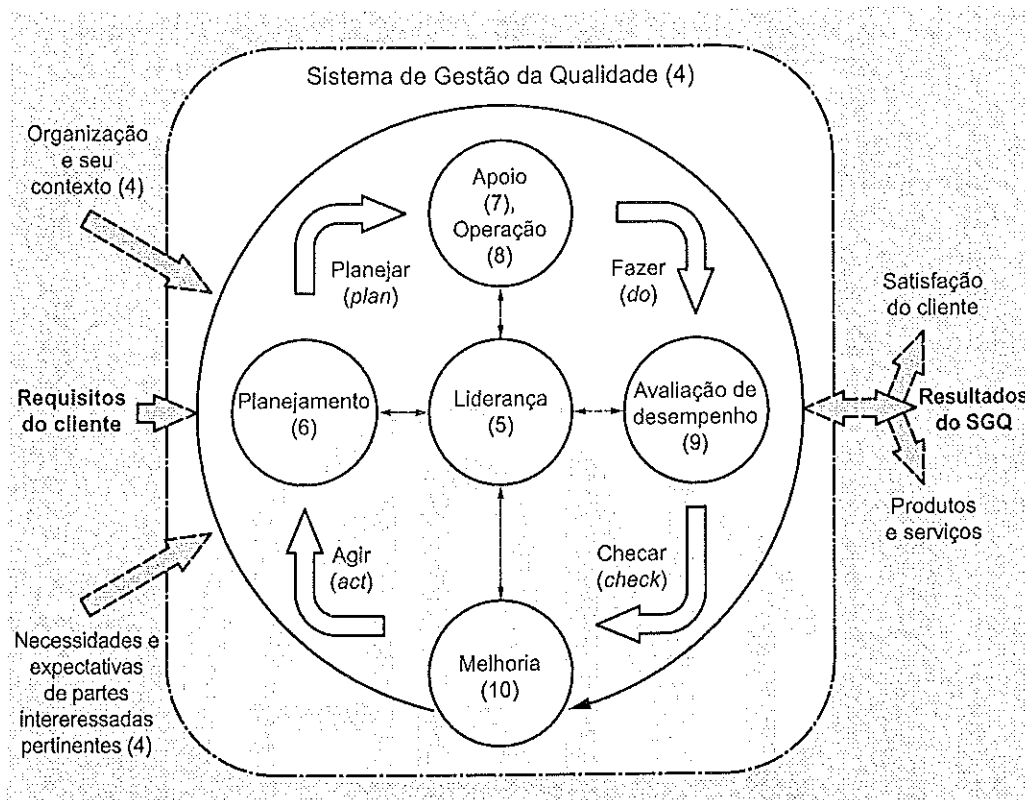 Sistema de Gestão da Qualidade (4)
Organização
e seu
contexto (4)
Apoio
(7),
Operação
(8)
Planejar
(plan)
Fazer
(do)
Satisfação
do cliente
Requisitos
do cliente
Planejamento
(6)
Liderança
(5)
Avaliação de
desempenho
(9)
Resultados
do SGQ
Produtos
e serviços
Agir
(act)
Checar
(check)
Necessidades e
expectativas
de partes
intereressadas
pertinentes (4)
Melhoria
(10)